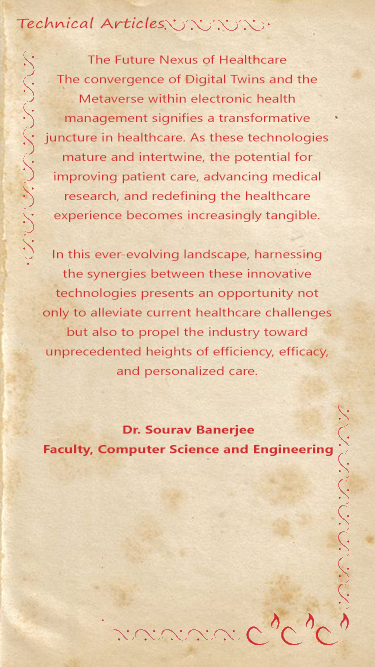 Technical Articles
The Future Nexus of Healthcare
The convergence of Digital Twins and the
Metaverse within electronic health
management signifies a transformative
juncture in healthcare. As these technologies
mature and intertwine, the potential for
improving patient care, advancing medical
research, and redefining the healthcare
experience becomes increasingly tangible.
In this ever-evolving landscape, harnessing
the synergies between these innovative
technologies presents an opportunity not
only to alleviate current healthcare challenges
but also to propel the industry toward
unprecedented heights of efficiency, efficacy,
and personalized care.
Dr. Sourav Banerjee
Faculty, Computer Science and Engineering